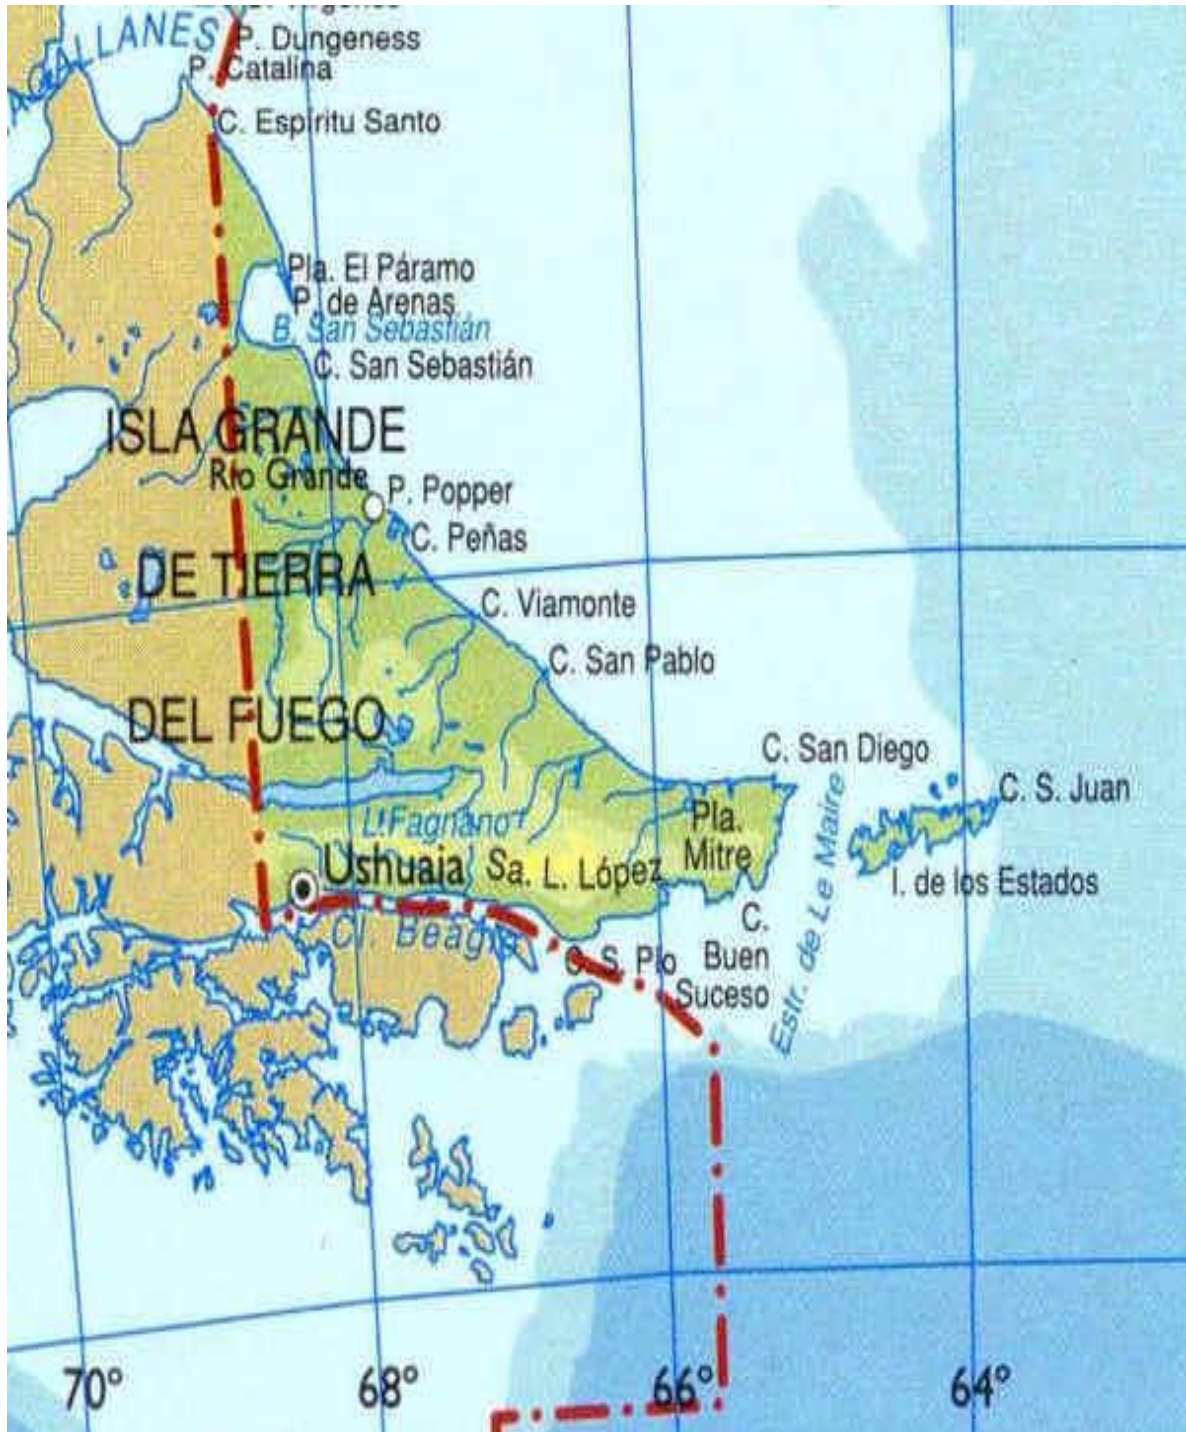 MAGALLANES
P. Dungeness
P. Catalina
C. Espíritu Santo
Pla. El Páramo
P. de Arenas
B. San Sebastián
C. San Sebastián
ISLA GRANDE
Río Grande
P. Popper
C. Peñas
DE TIERRA
C. Viamonte
C. San Pablo
DEL FUEGO
C. San Diego
C. S. Juan
Pla.
Mitre
L. Fagnano
Ushuaia
Sa. L. López
I. de los Estados
Estr. de Le Maire
C.
Buen
Suceso
Cl. Beagle
C. S. Pío
70°
68°
66°
64°